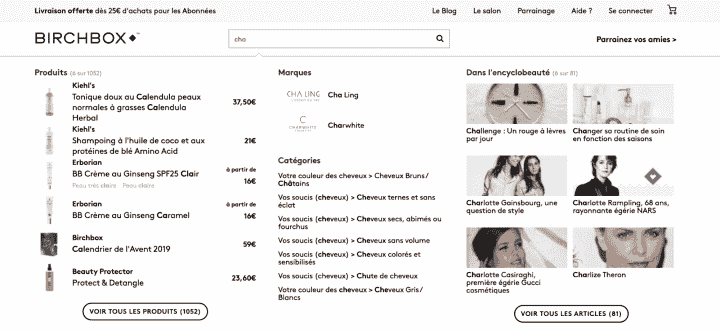 Livraison offerte dès 25€ d'achats pour les Abonnées
Le Blog Le salon Parrainage Aide ? Se connecter
BIRCHBOX
cha
Parrainez vos amies >
Produits (6 sur 1052)
Kiehl's
Tonique doux au Calendula peaux
normales à grasses Calendula
Herbal
37,50€
Kiehl's
Shampoing à l'huile de coco et aux
protéines de blé Amino Acid
21€
Erborian
BB Crème au Ginseng SPF25 Clair
Peau très claire Peau claire
à partir de
16€
Erborian
BB Crème au Ginseng Caramel
à partir de
16€
Birchbox
Calendrier de l'Avent 2019
59€
Beauty Protector
Protect & Detangle
23,60€
VOIR TOUS LES PRODUITS (1052)
Marques
CHA LING
Cha Ling
CHARWHITE
Charwhite
Catégories
Votre couleur des cheveux > Cheveux Bruns/
Châtains
Vos soucis (cheveux) > Cheveux ternes et sans
éclat
Vos soucis (cheveux) > Cheveux secs, abîmés ou
fourchus
Vos soucis (cheveux) > Cheveux sans volume
Vos soucis (cheveux) > Cheveux colorés et
sensibilisés
Vos soucis (cheveux) > Chute de cheveux
Votre couleur des cheveux > Cheveux Gris/
Blancs
Dans l'encyclobeauté (6 sur 81)
Challenge : Un rouge à lèvres
par jour
Changer sa routine de soin
en fonction des saisons
Charlotte Gainsbourg, une
question de style
Charlotte Rampling, 68 ans,
rayonnante égérie NARS
Charlotte Casiraghi,
première égérie Gucci
cosmétiques
Charlize Theron
VOIR TOUS LES ARTICLES (81)